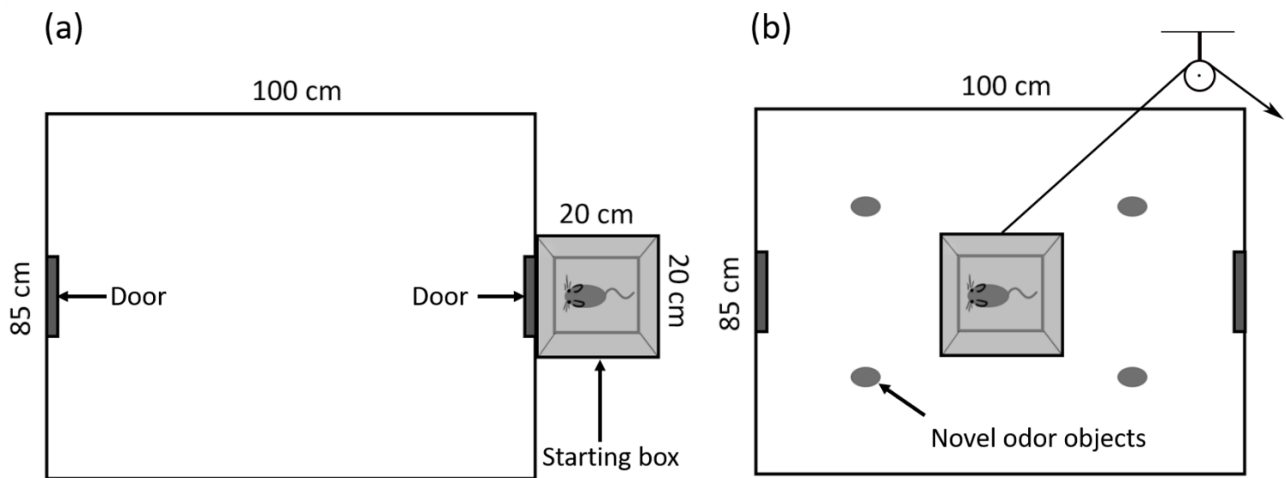 (a)
100 cm
20 cm
20 cm
85 cm
Door
Door
Starting box
(b)
100 cm
85 cm
Novel odor objects